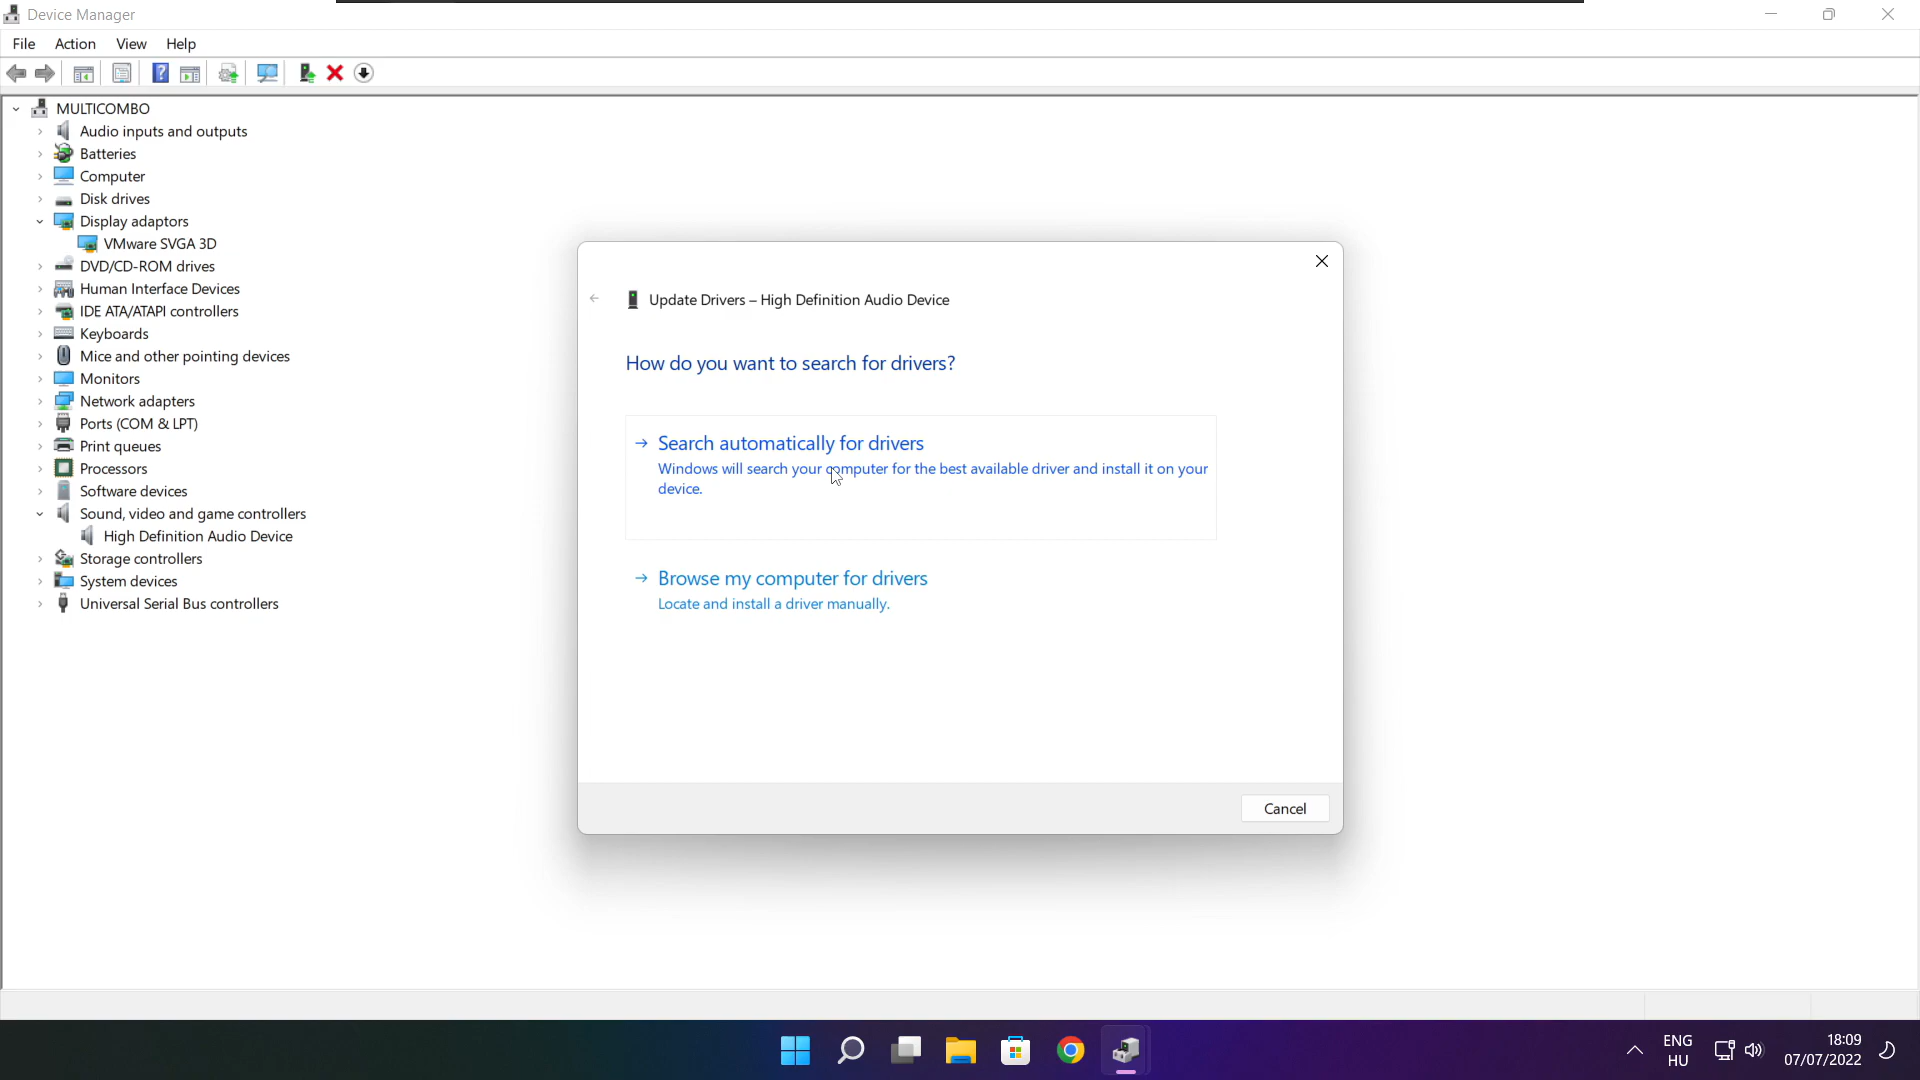 Device Manager
File Action View Help
MULTICOMBO
Audio inputs and outputs
Batteries
Computer
Disk drives
Display adaptors
VMware SVGA 3D
DVD/CD-ROM drives
Human Interface Devices
IDE ATA/ATAPI controllers
Keyboards
Mice and other pointing devices
Monitors
Network adapters
Ports (COM & LPT)
Print queues
Processors
Software devices
Sound, video and game controllers
High Definition Audio Device
Storage controllers
System devices
Universal Serial Bus controllers
Update Drivers – High Definition Audio Device
How do you want to search for drivers?
Search automatically for drivers
Windows will search your computer for the best available driver and install it on your
device.
Browse my computer for drivers
Locate and install a driver manually.
Cancel
ENG
HU
18:09
07/07/2022